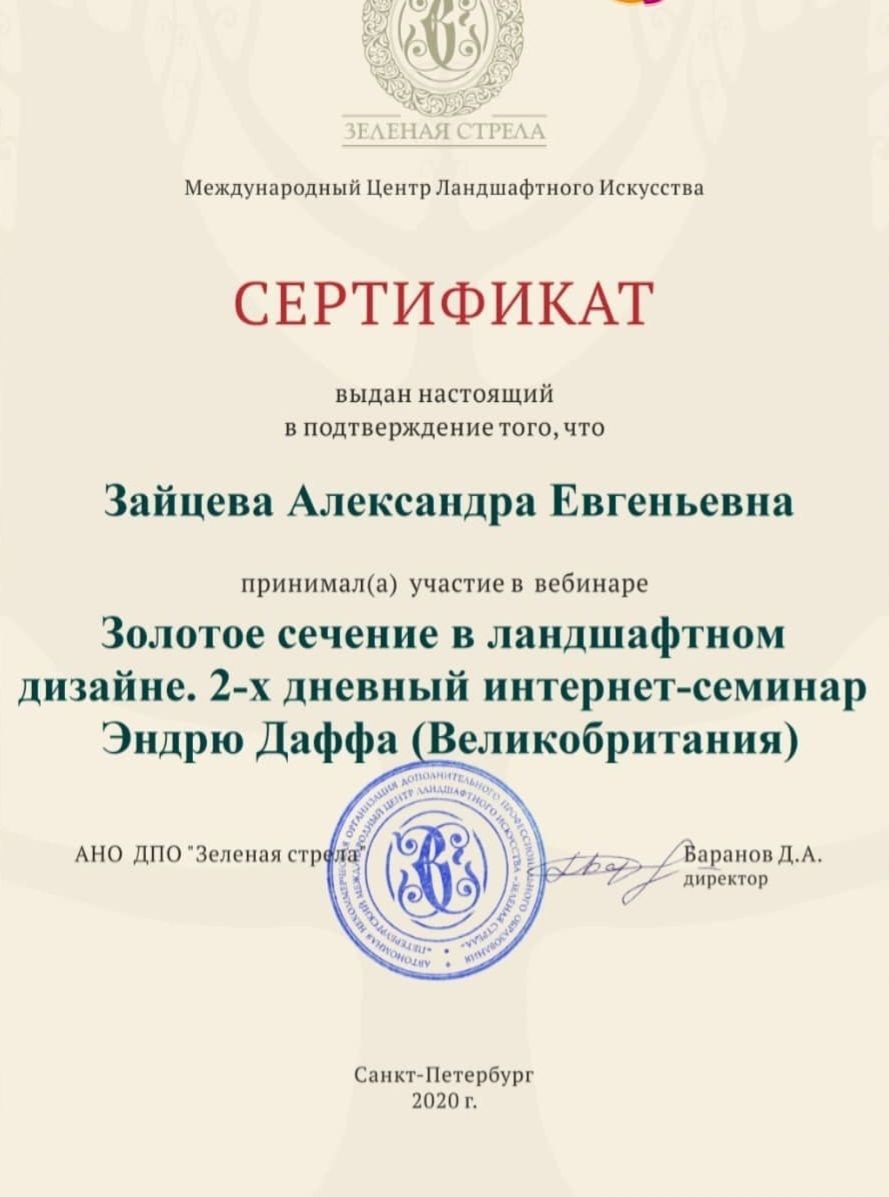 ЗЕЛЕНАЯ СТРЕЛА
Международный Центр Ландшафтного Искусства
СЕРТИФИКАТ
выдан настоящий
в подтверждение того, что
Зайцева Александра Евгеньевна
принимал(а) участие в вебинаре
Золотое сечение в ландшафтном
дизайне. 2-х дневный интернет-семинар
Эндрю Даффа (Великобритания)
АНО ДПО "Зеленая стрела"
АВТОНОМНАЯ НЕКОММЕРЧЕСКАЯ ОРГАНИЗАЦИЯ ДОПОЛНИТЕЛЬНОГО ПРОФЕССИОНАЛЬНОГО ОБРАЗОВАНИЯ
"ПЕТЕРБУРГСКИЙ МЕЖДУНАРОДНЫЙ ЦЕНТР ЛАНДШАФТНОГО ИСКУССТВА "ЗЕЛЕНАЯ СТРЕЛА"
Баранов Д.А.
директор
Санкт-Петербург
2020 г.